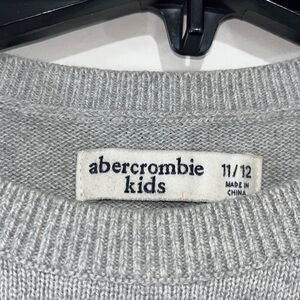 abercrombie
kids
11/12
MADE IN
CHINA